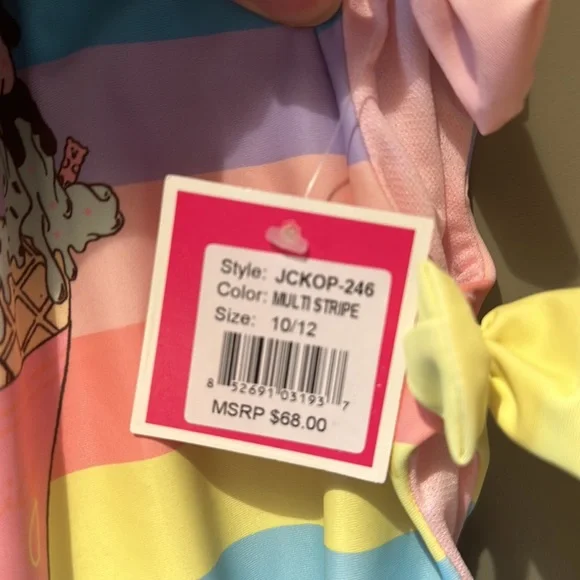 Style: JCKOP-246
Color: MULTI STRIPE
Size: 10/12
8 52691 03193 7
MSRP $68.00